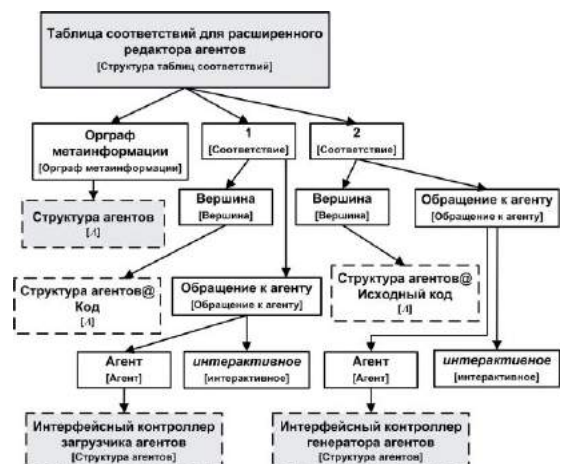 Таблица соответствий для расширенного
редактора агентов
[Структура таблиц соответствий]
Орграф
метаинформации
[Орграф метаинформации]
1
[Соответствие]
2
[Соответствие]
Структура агентов
[Л]
Вершина
[Вершина]
Вершина
[Вершина]
Обращение к агенту
[Обращение к агенту]
Структура агентов@
Код
[Л]
Обращение к агенту
[Обращение к агенту]
Структура агентов@
Исходный код
[Л]
Агент
[Агент]
интерактивное
[интерактивное]
Агент
[Агент]
интерактивное
[интерактивное]
Интерфейсный контроллер
загрузчика агентов
[Структура агентов]
Интерфейсный контроллер
генератора агентов
[Структура агентов]